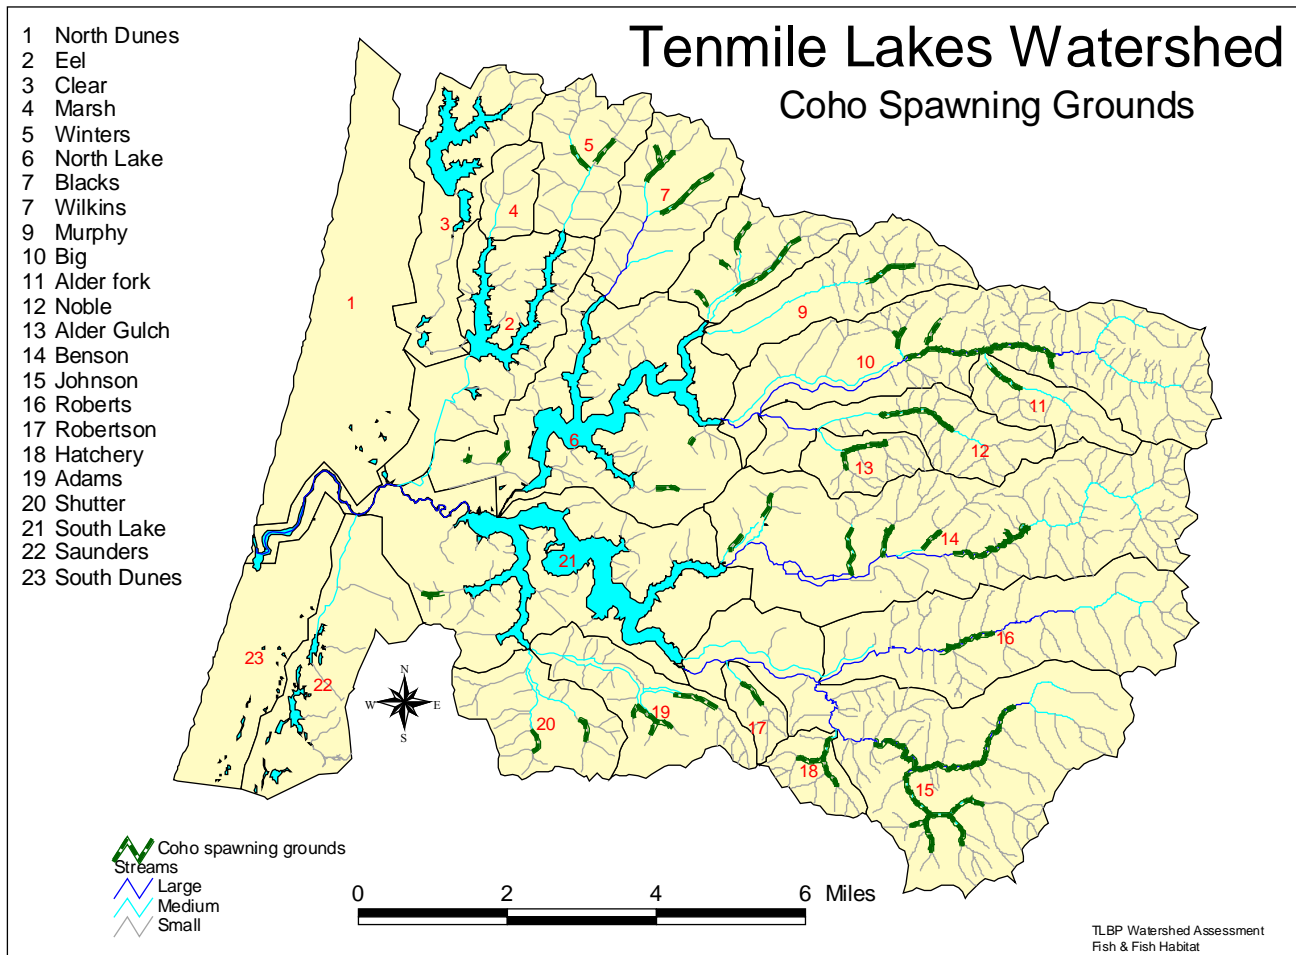 Tenmile Lakes Watershed
Coho Spawning Grounds
1 North Dunes
2 Eel
3 Clear
4 Marsh
5 Winters
6 North Lake
7 Blacks
7 Wilkins
9 Murphy
10 Big
11 Alder fork
12 Noble
13 Alder Gulch
14 Benson
15 Johnson
16 Roberts
17 Robertson
18 Hatchery
19 Adams
20 Shutter
21 South Lake
22 Saunders
23 South Dunes
5
7
3
4
1
9
2
10
11
6
12
13
14
21
16
23
22
N
W E
S
19
20
17
18
15
Coho spawning grounds
Streams
Large
Medium
Small
0 2 4 6 Miles
TLBP Watershed Assessment
Fish & Fish Habitat